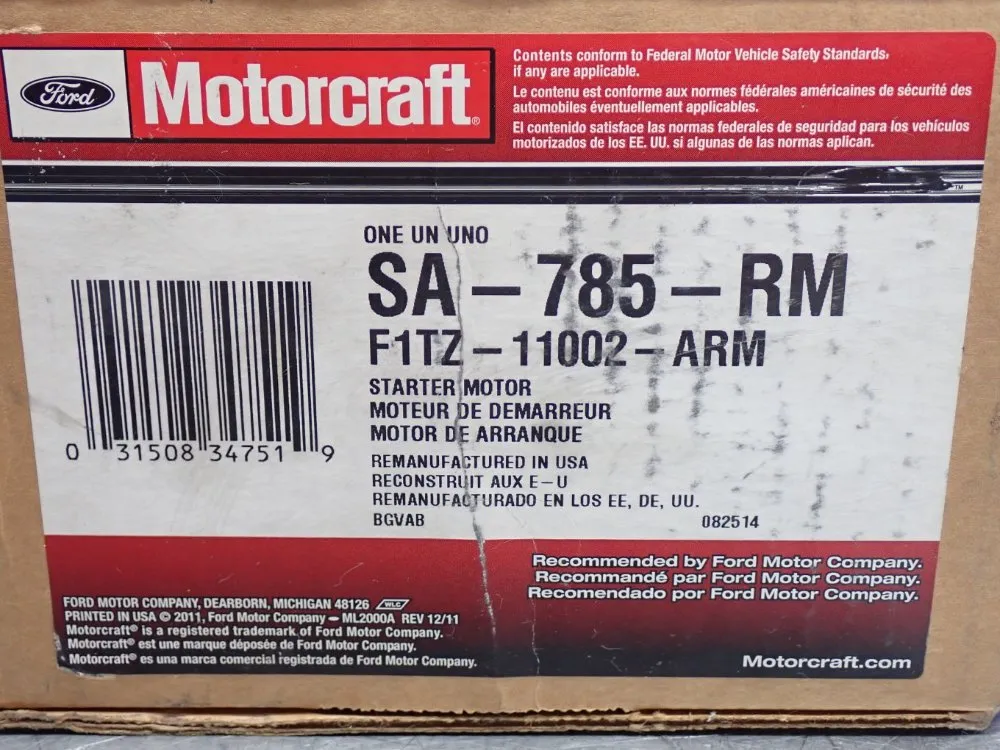 Ford
Motorcraft®
Contents conform to Federal Motor Vehicle Safety Standards,
if any are applicable.
Le contenu est conforme aux normes fédérales américaines de sécurité des
automobiles éventuellement applicables.
El contenido satisface las normas federales de seguridad para los vehículos
motorizados de los EE. UU. si algunas de las normas aplican.
TM
ONE UN UNO
SA-785-RM
F1TZ-11002-ARM
STARTER MOTOR
MOTEUR DE DEMARREUR
MOTOR DE ARRANQUE
0 31508 34751 9
REMANUFACTURED IN USA
RECONSTRUIT AUX E-U
REMANUFACTURADO EN LOS EE, DE, UU.
BGVAB 082514
Recommended by Ford Motor Company.
Recommandé par Ford Motor Company.
Recomendado por Ford Motor Company.
FORD MOTOR COMPANY, DEARBORN, MICHIGAN 48126 WLC
PRINTED IN USA © 2011, Ford Motor Company – ML2000A REV 12/11
Motorcraft® is a registered trademark of Ford Motor Company.
Motorcraft® est une marque déposée de Ford Motor Company.
Motorcraft® es una marca comercial registrada de Ford Motor Company.
Motorcraft.com